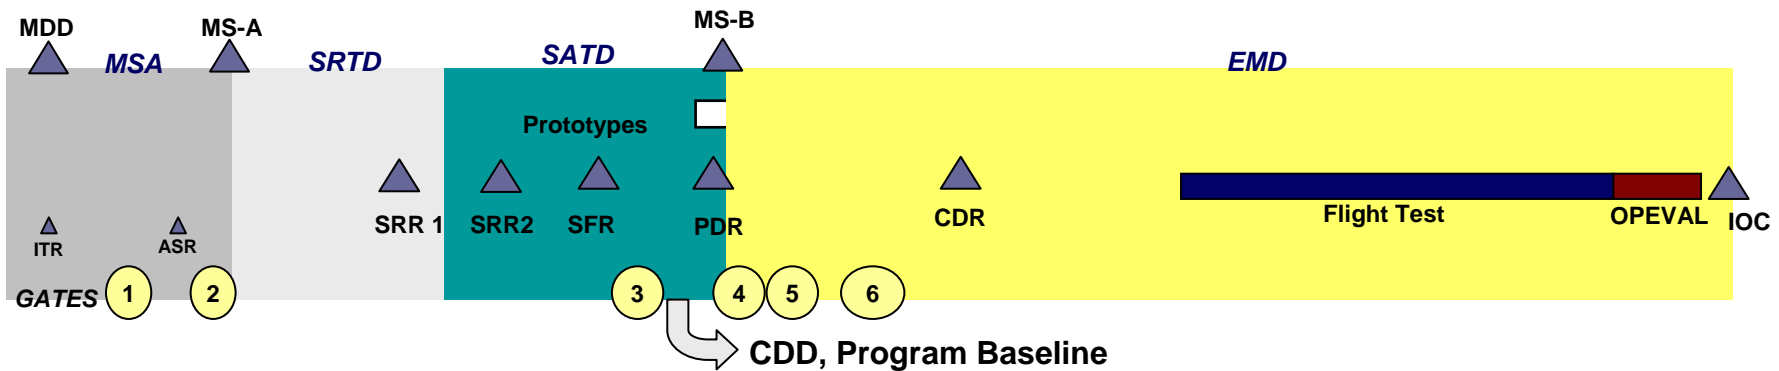 MDD
MS-A
MS-B
MSA
SRTD
SATD
EMD
Prototypes
SRR 1
SRR2
SFR
PDR
CDR
Flight Test
OPEVAL
IOC
ITR
ASR
GATES
1
2
3
4
5
6
CDD, Program Baseline